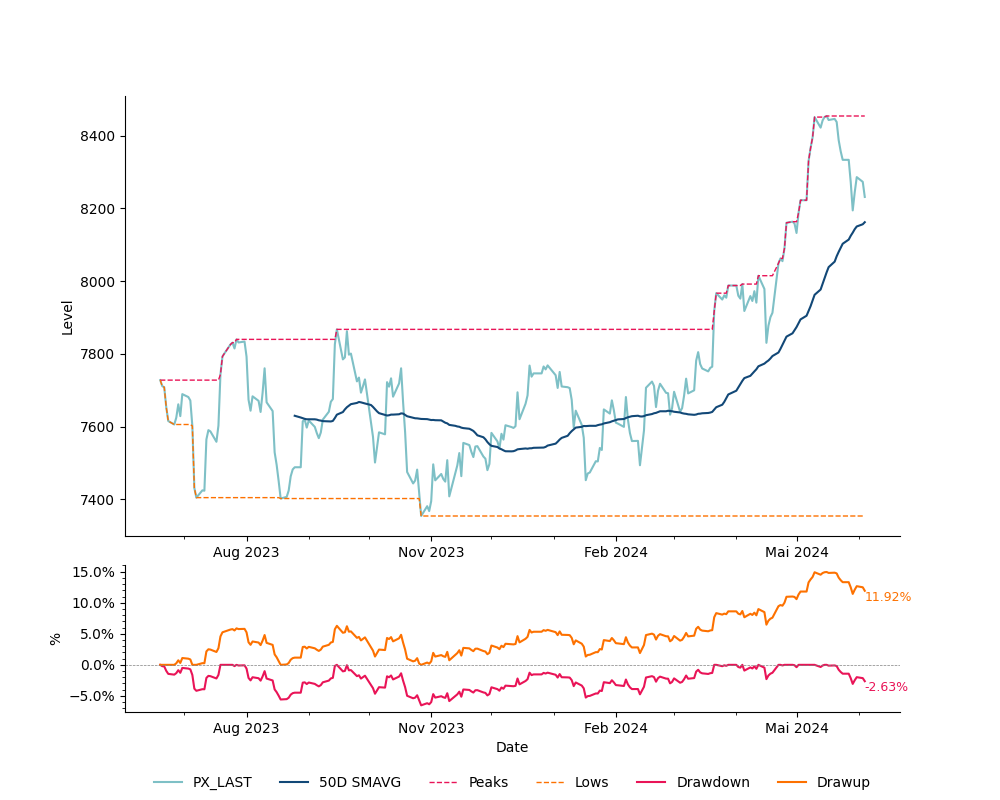 8400
8200
8000
7800
7600
7400
Level
Aug 2023
Nov 2023
Feb 2024
Mai 2024
15.0%
10.0%
5.0%
0.0%
−5.0%
%
11.92%
-2.63%
Aug 2023
Nov 2023
Feb 2024
Mai 2024
Date
PX_LAST 50D SMAVG Peaks Lows Drawdown Drawup